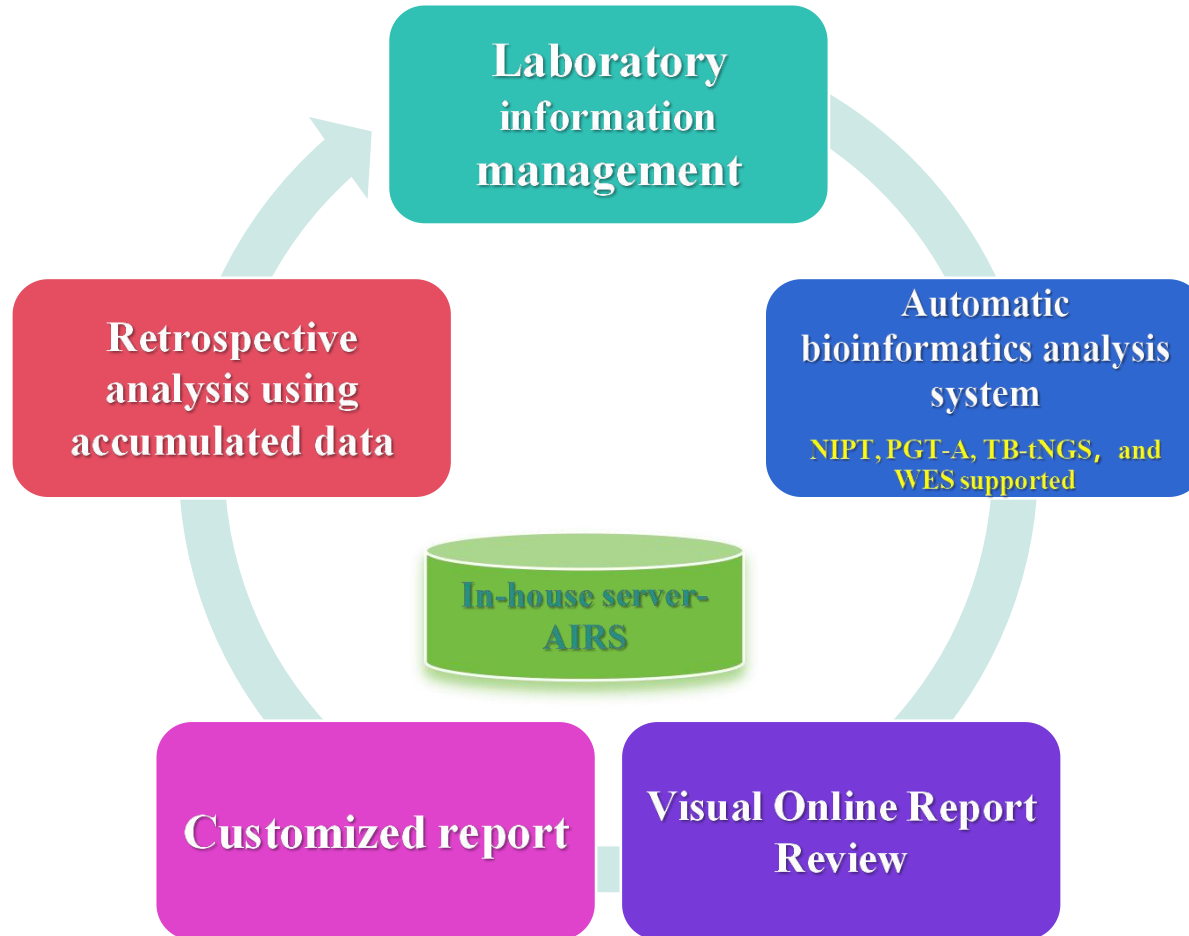 Laboratory
information
management
Automatic
bioinformatics analysis
system
NIPT, PGT-A, TB-tNGS, and
WES supported
Retrospective
analysis using
accumulated data
In-house server-
AIRS
Customized report
Visual Online Report
Review